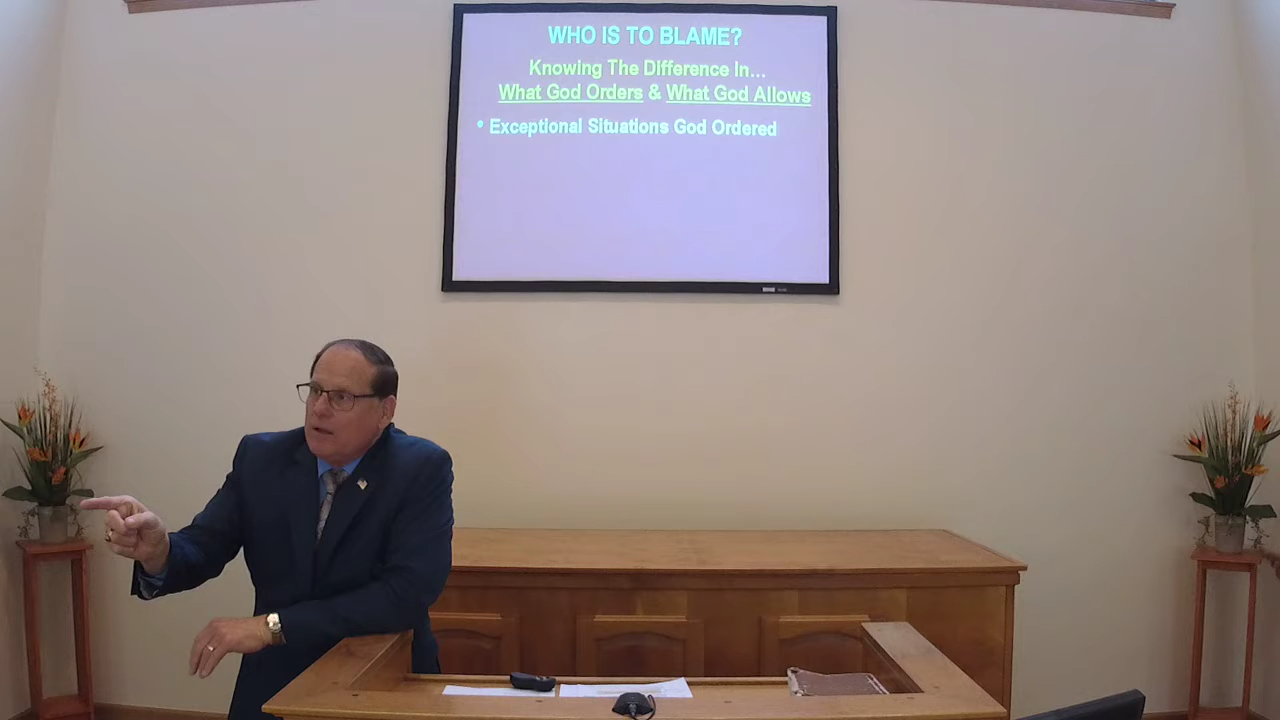 WHO IS TO BLAME?
Knowing The Difference In...
What God Orders & What God Allows
• Exceptional Situations God Ordered